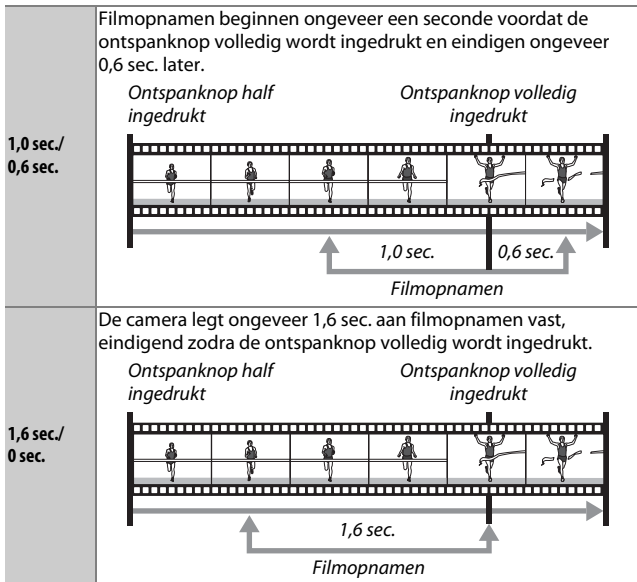 Filmopnamen beginnen ongeveer een seconde voordat de
ontspanknop volledig wordt ingedrukt en eindigen ongeveer
0,6 sec. later.
Ontspanknop half
ingedrukt
Ontspanknop volledig
ingedrukt
1,0 sec./
0,6 sec.
1,0 sec.
0,6 sec.
Filmopnamen
De camera legt ongeveer 1,6 sec. aan filmopnamen vast,
eindigend zodra de ontspanknop volledig wordt ingedrukt.
Ontspanknop half
ingedrukt
Ontspanknop volledig
ingedrukt
1,6 sec./
0 sec.
1,6 sec.
Filmopnamen